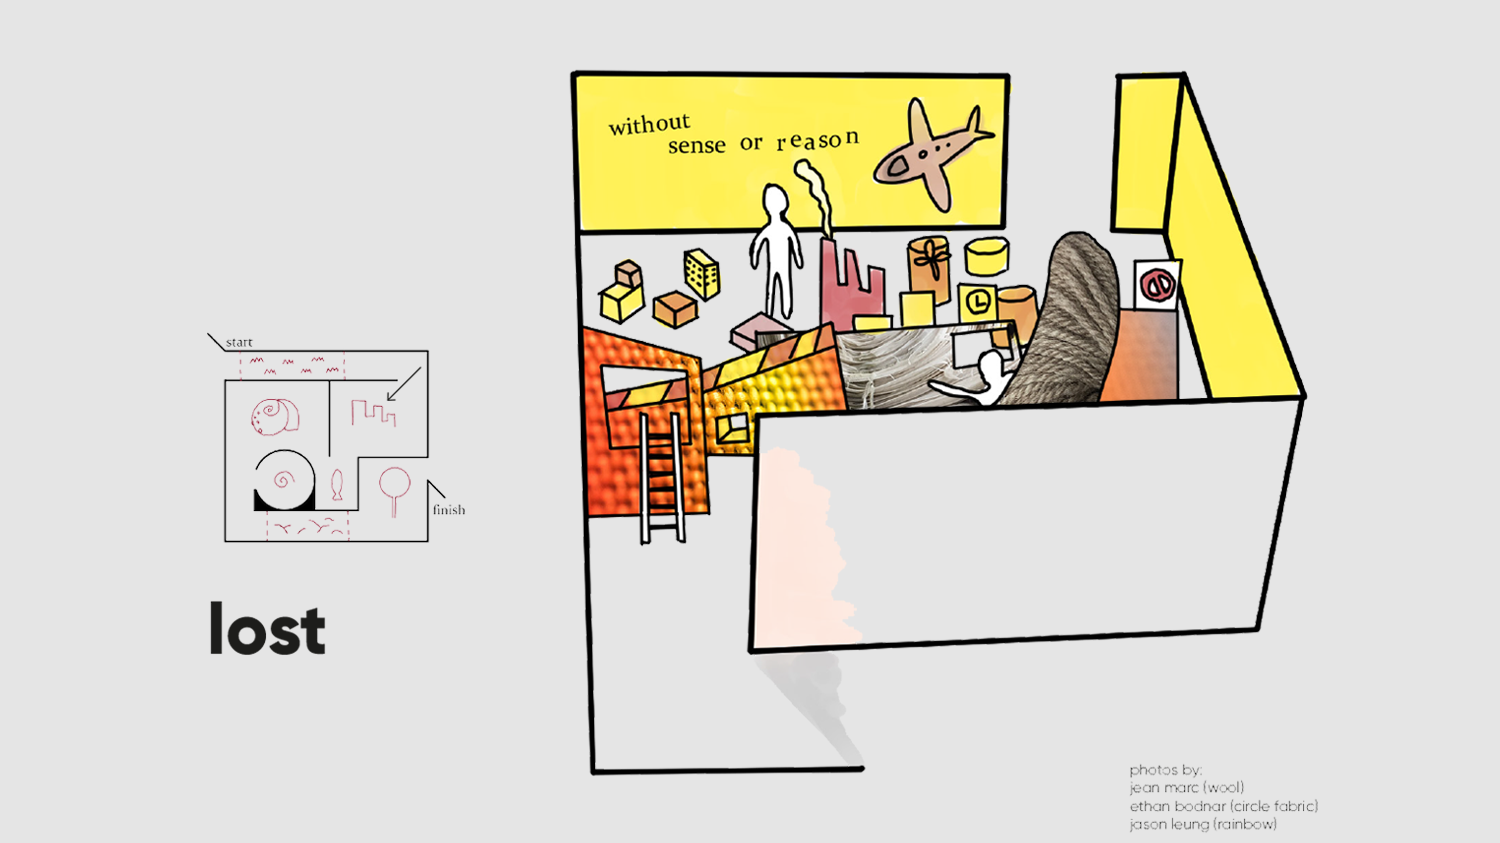 without
sense or reason
start
finish
lost
photos by:
jean marc (wool)
ethan bodnar (circle fabric)
jason leung (rainbow)